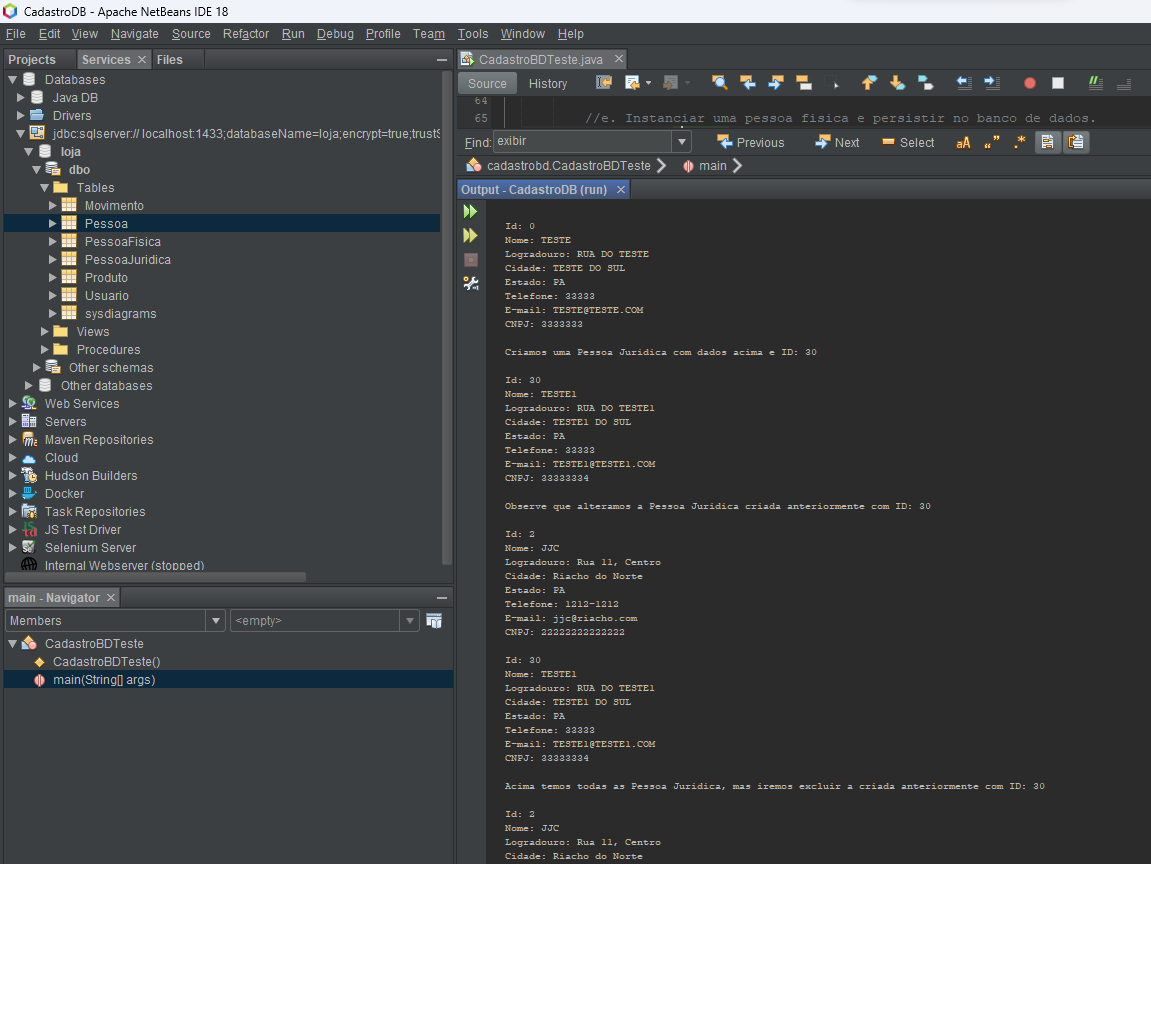 CadastroDB - Apache NetBeans IDE 18
File Edit View Navigate Source Refactor Run Debug Profile Team Tools Window Help
Projects Services Files
Databases
Java DB
Drivers
jdbc:sqlserver:// localhost:1433;databaseName=loja;encrypt=true;trustS
loja
dbo
Tables
Movimento
Pessoa
PessoaFisica
PessoaJuridica
Produto
Usuario
sysdiagrams
Views
Procedures
Other schemas
Other databases
Web Services
Servers
Maven Repositories
Cloud
Hudson Builders
Docker
Task Repositories
JS Test Driver
Selenium Server
Internal Webserver (stopped)
main - Navigator
Members <empty>
CadastroBDTeste
CadastroBDTeste()
main(String[] args)
CadastroBDTeste.java
Source History
64
65 //e. Instanciar uma pessoa fisica e persistir no banco de dados.
Find: exibir Previous Next Select
cadastrobd.CadastroBDTeste main
Output - CadastroDB (run)
Id: 0
Nome: TESTE
Logradouro: RUA DO TESTE
Cidade: TESTE DO SUL
Estado: PA
Telefone: 33333
E-mail: TESTE@TESTE.COM
CNPJ: 3333333
Criamos uma Pessoa Juridica com dados acima e ID: 30
Id: 30
Nome: TESTE1
Logradouro: RUA DO TESTE1
Cidade: TESTE1 DO SUL
Estado: PA
Telefone: 33333
E-mail: TESTE1@TESTE1.COM
CNPJ: 33333334
Observe que alteramos a Pessoa Juridica criada anteriormente com ID: 30
Id: 2
Nome: JJC
Logradouro: Rua 11, Centro
Cidade: Riacho do Norte
Estado: PA
Telefone: 1212-1212
E-mail: jjc@riacho.com
CNPJ: 22222222222222
Id: 30
Nome: TESTE1
Logradouro: RUA DO TESTE1
Cidade: TESTE1 DO SUL
Estado: PA
Telefone: 33333
E-mail: TESTE1@TESTE1.COM
CNPJ: 33333334
Acima temos todas as Pessoa Juridica, mas iremos excluir a criada anteriormente com ID: 30
Id: 2
Nome: JJC
Logradouro: Rua 11, Centro
Cidade: Riacho do Norte